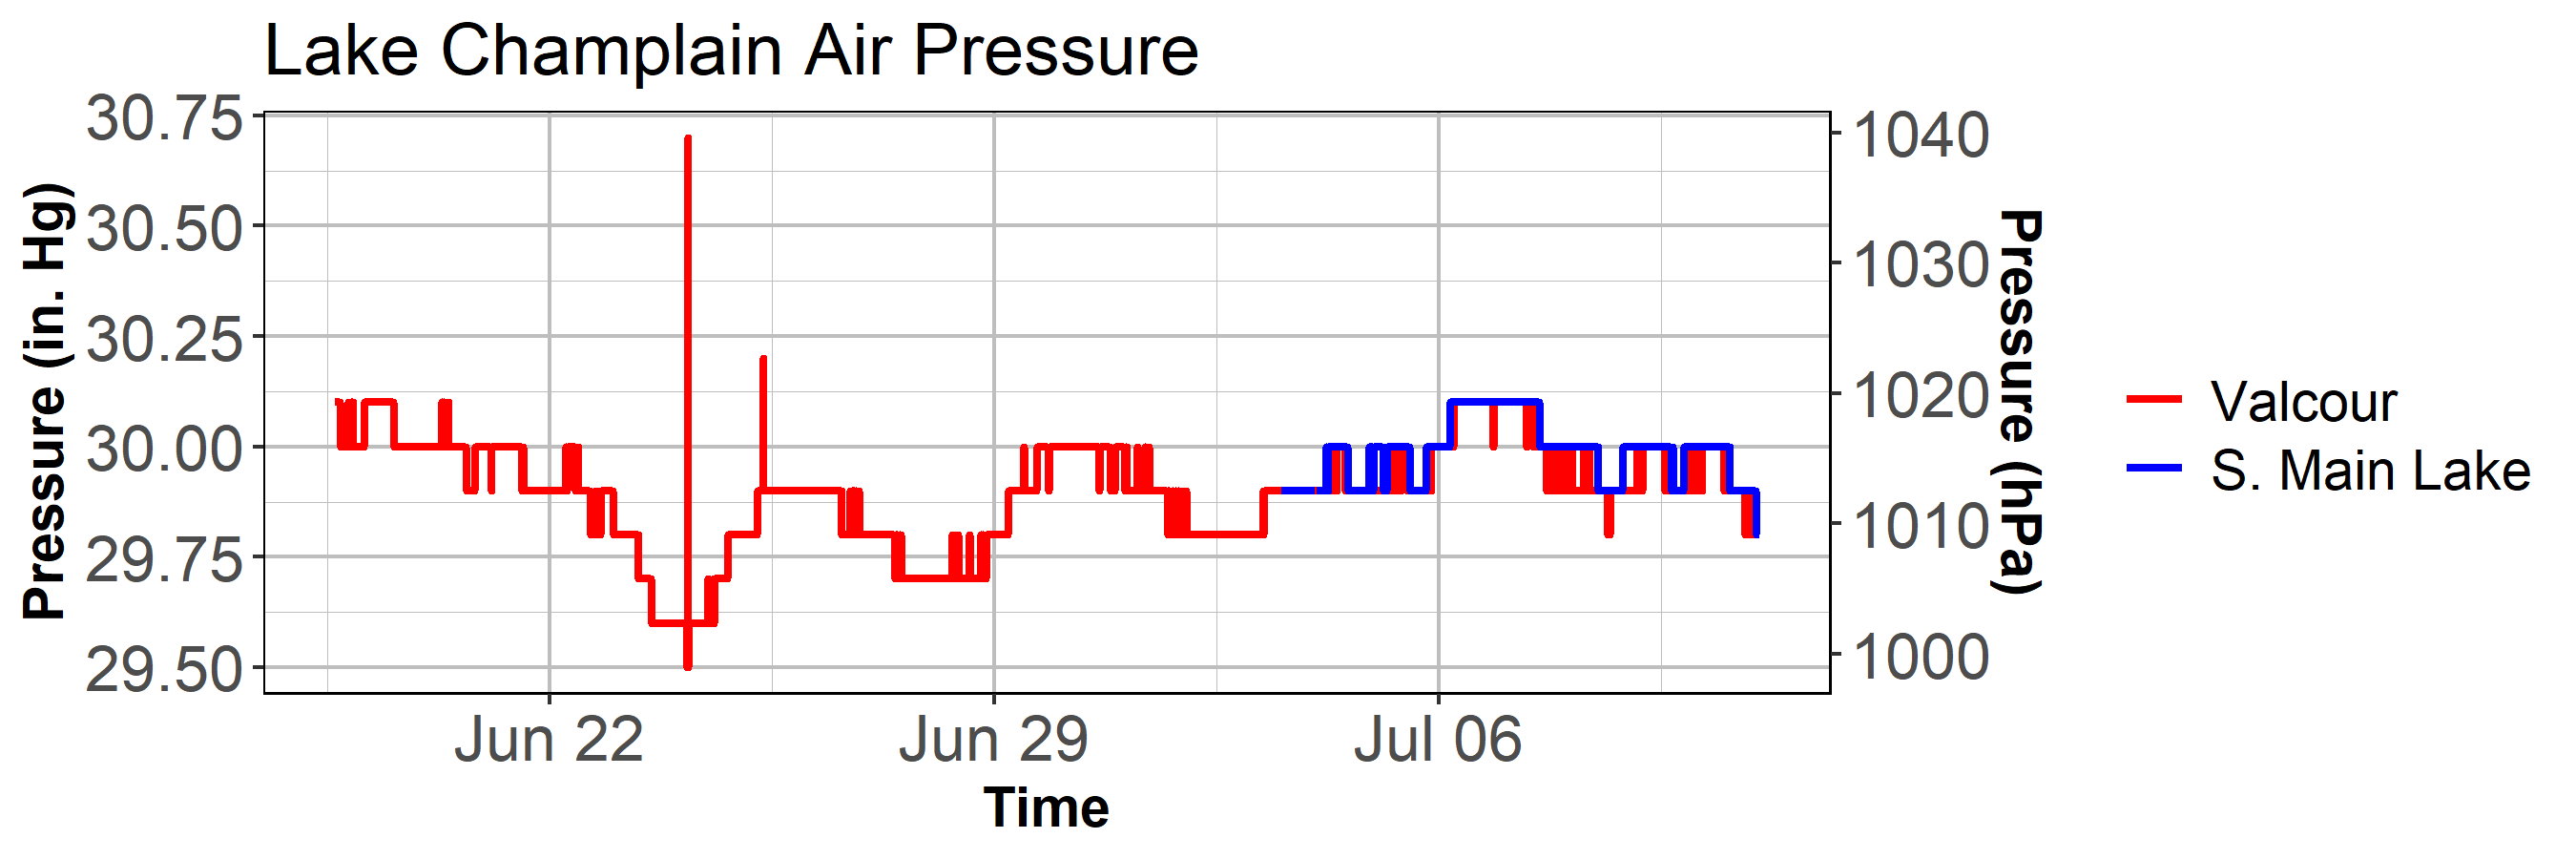 Lake Champlain Air Pressure
Pressure (in. Hg)
30.75
30.50
30.25
30.00
29.75
29.50
1040
1030
1020
1010
1000
Pressure (hPa)
Jun 22
Jun 29
Jul 06
Time
Valcour
S. Main Lake